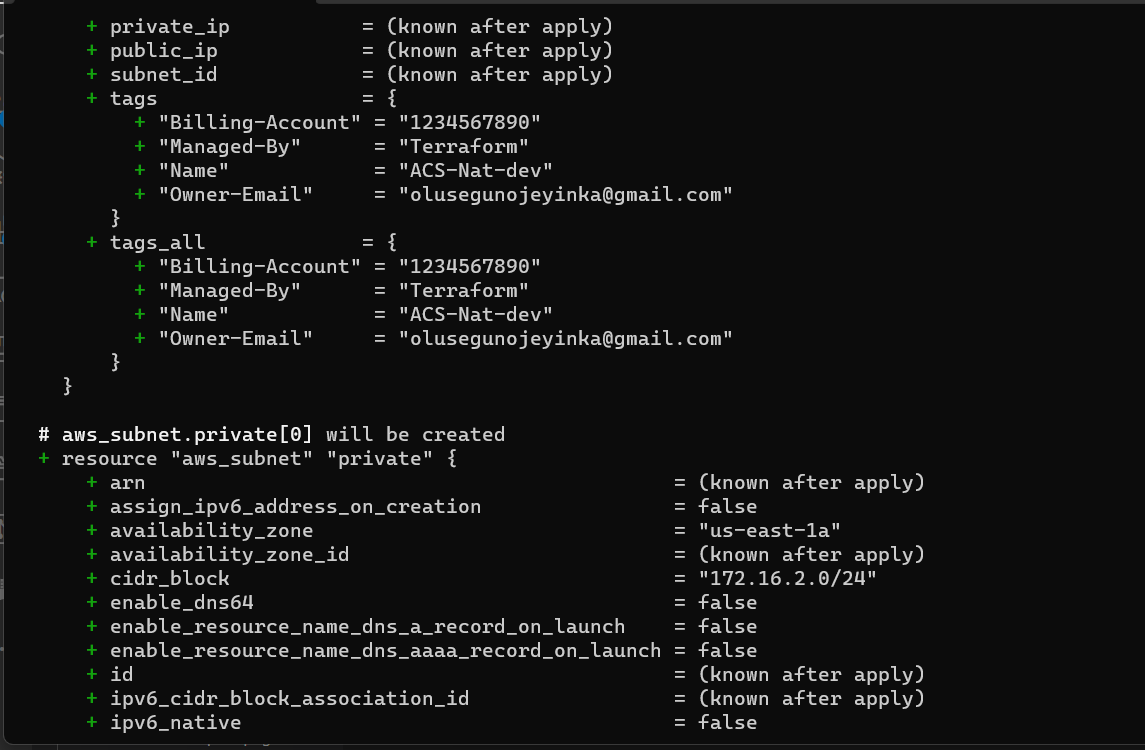 + private_ip           = (known after apply)
+ public_ip            = (known after apply)
+ subnet_id            = (known after apply)
+ tags                 = {
    + "Billing-Account" = "1234567890"
    + "Managed-By"      = "Terraform"
    + "Name"            = "ACS-Nat-dev"
    + "Owner-Email"     = "olusegunojeyinka@gmail.com"
  }
+ tags_all             = {
    + "Billing-Account" = "1234567890"
    + "Managed-By"      = "Terraform"
    + "Name"            = "ACS-Nat-dev"
    + "Owner-Email"     = "olusegunojeyinka@gmail.com"
  }
}
# aws_subnet.private[0] will be created
+ resource "aws_subnet" "private" {
    + arn                                            = (known after apply)
    + assign_ipv6_address_on_creation                = false
    + availability_zone                              = "us-east-1a"
    + availability_zone_id                           = (known after apply)
    + cidr_block                                     = "172.16.2.0/24"
    + enable_dns64                                   = false
    + enable_resource_name_dns_a_record_on_launch    = false
    + enable_resource_name_dns_aaaa_record_on_launch = false
    + id                                             = (known after apply)
    + ipv6_cidr_block_association_id                 = (known after apply)
    + ipv6_native                                    = false